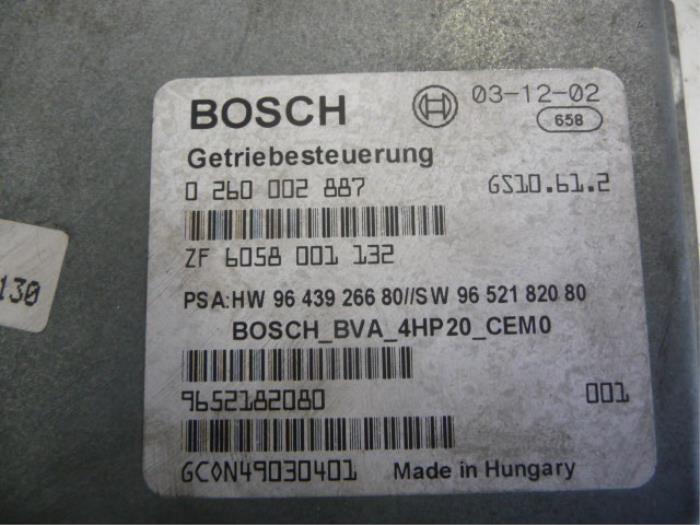 BOSCH 03-12-02
658
Getriebesteuerung
0 260 002 887 GS10.61.2
ZF 6058 001 132
PSA:HW 96 439 266 80//SW 96 521 820 80
BOSCH_BVA_4HP20_CEM0
9652182080 001
GC0N49030401 Made in Hungary
130